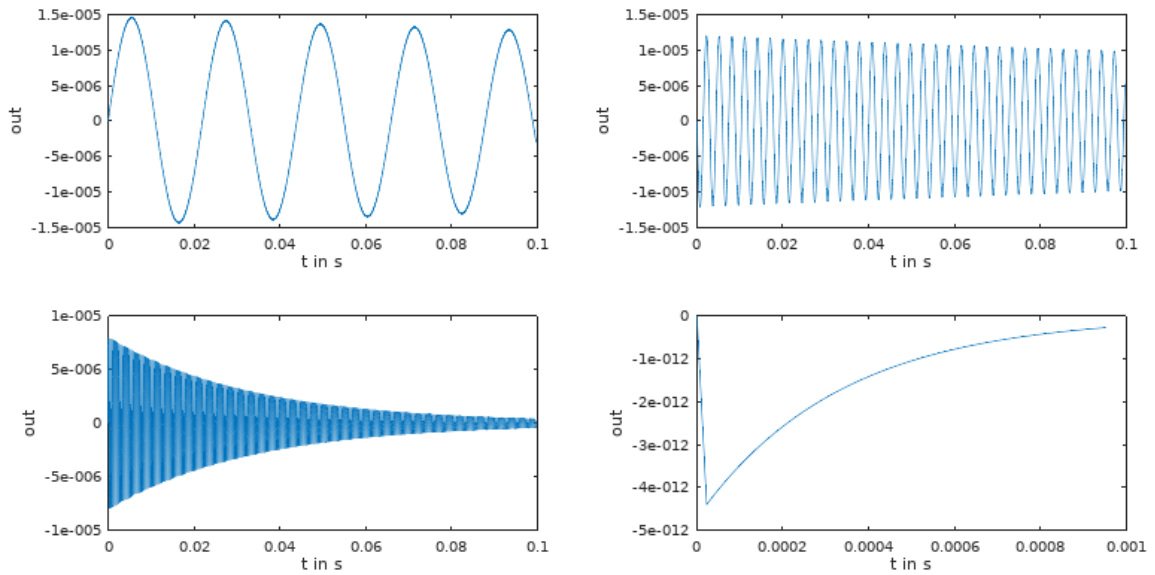 1.5e-005
1e-005
5e-006
0
-5e-006
-1e-005
-1.5e-005
out
0 0.02 0.04 0.06 0.08 0.1
t in s
1.5e-005
1e-005
5e-006
0
-5e-006
-1e-005
-1.5e-005
out
0 0.02 0.04 0.06 0.08 0.1
t in s
1e-005
5e-006
0
-5e-006
-1e-005
out
0 0.02 0.04 0.06 0.08 0.1
t in s
0
-1e-012
-2e-012
-3e-012
-4e-012
-5e-012
out
0 0.0002 0.0004 0.0006 0.0008 0.001
t in s